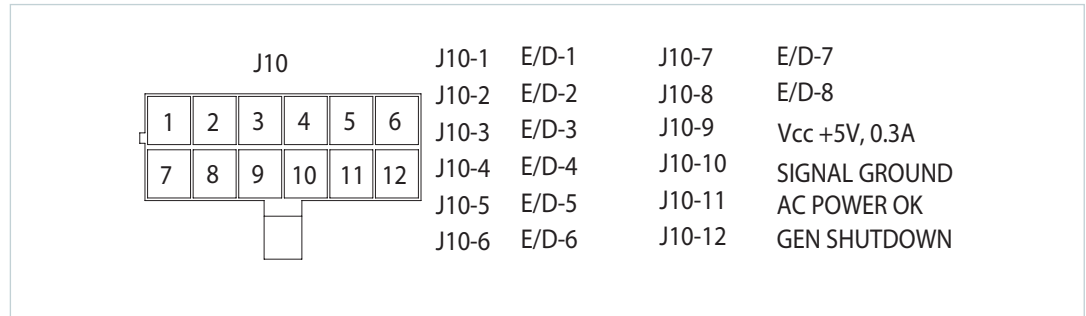 J10
1 2 3 4 5 6
7 8 9 10 11 12
J10-1 E/D-1 J10-7 E/D-7
J10-2 E/D-2 J10-8 E/D-8
J10-3 E/D-3 J10-9 Vcc +5V, 0.3A
J10-4 E/D-4 J10-10 SIGNAL GROUND
J10-5 E/D-5 J10-11 AC POWER OK
J10-6 E/D-6 J10-12 GEN SHUTDOWN